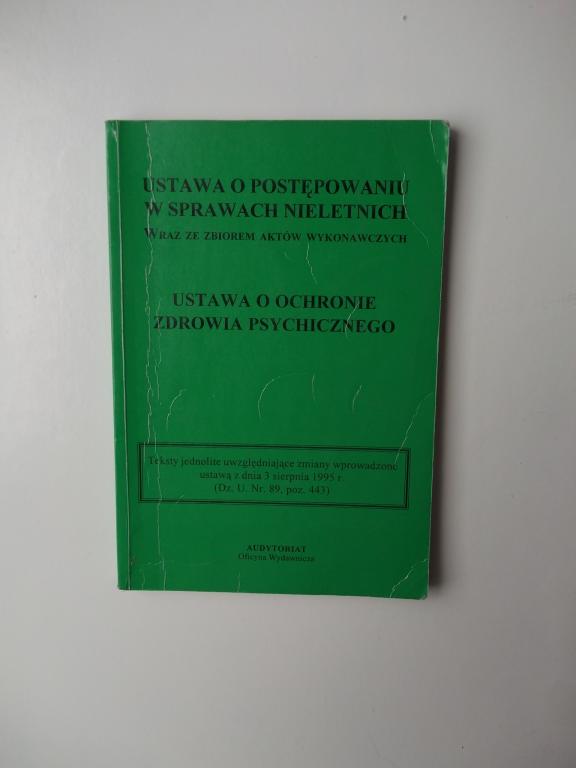 USTAWA O POSTĘPOWANIU
W SPRAWACH NIELETNICH
WRAZ ZE ZBIOREM AKTÓW WYKONAWCZYCH
USTAWA O OCHRONIE
ZDROWIA PSYCHICZNEGO
Teksty jednolite uwzględniające zmiany wprowadzone
ustawą z dnia 3 sierpnia 1995 r.
(Dz. U. Nr. 89, poz. 443)
AUDYTORIAT
Oficyna Wydawnicza